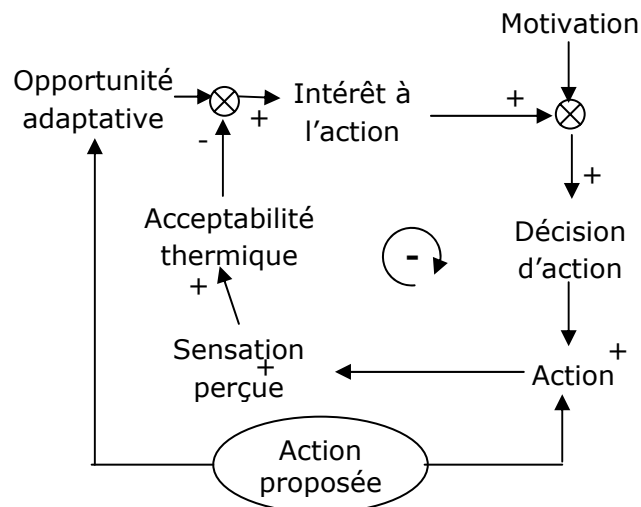 Motivation
Opportunité
adaptative
+
Intérêt à
l'action
+
-
+
Acceptabilité
thermique
+
-
Décision
d'action
Sensation
perçue
+
Action
+
Action
proposée